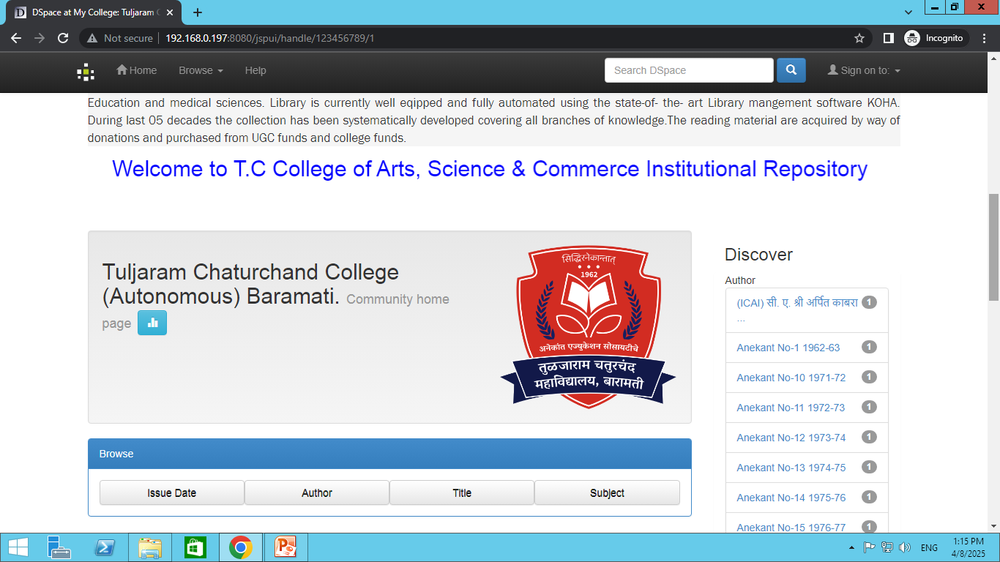 DSpace at My College: Tuljaram C
Not secure
192.168.0.197:8080/jspui/handle/123456789/1
Incognito
Home
Browse
Help
Search DSpace
Sign on to:
Education and medical sciences. Library is currently well eqipped and fully automated using the state-of- the- art Library mangement software KOHA.
During last 05 decades the collection has been systematically developed covering all branches of knowledge.The reading material are acquired by way of
donations and purchased from UGC funds and college funds.
Welcome to T.C College of Arts, Science & Commerce Institutional Repository
Tuljaram Chaturchand College
(Autonomous) Baramati. Community home
page
सिद्धिरनेकान्तात्
1962
अनेकांत एज्युकेशन सोसायटीचे
तुळजाराम चतुरचंद
महाविद्यालय, बारामती
Browse
Issue Date
Author
Title
Subject
Discover
Author
(ICAI) सी. ए. श्री अर्पित काबरा 1
...
Anekant No-1 1962-63 1
Anekant No-10 1971-72 1
Anekant No-11 1972-73 1
Anekant No-12 1973-74 1
Anekant No-13 1974-75 1
Anekant No-14 1975-76 1
Anekant No-15 1976-77 1
ENG
1:15 PM
4/8/2025